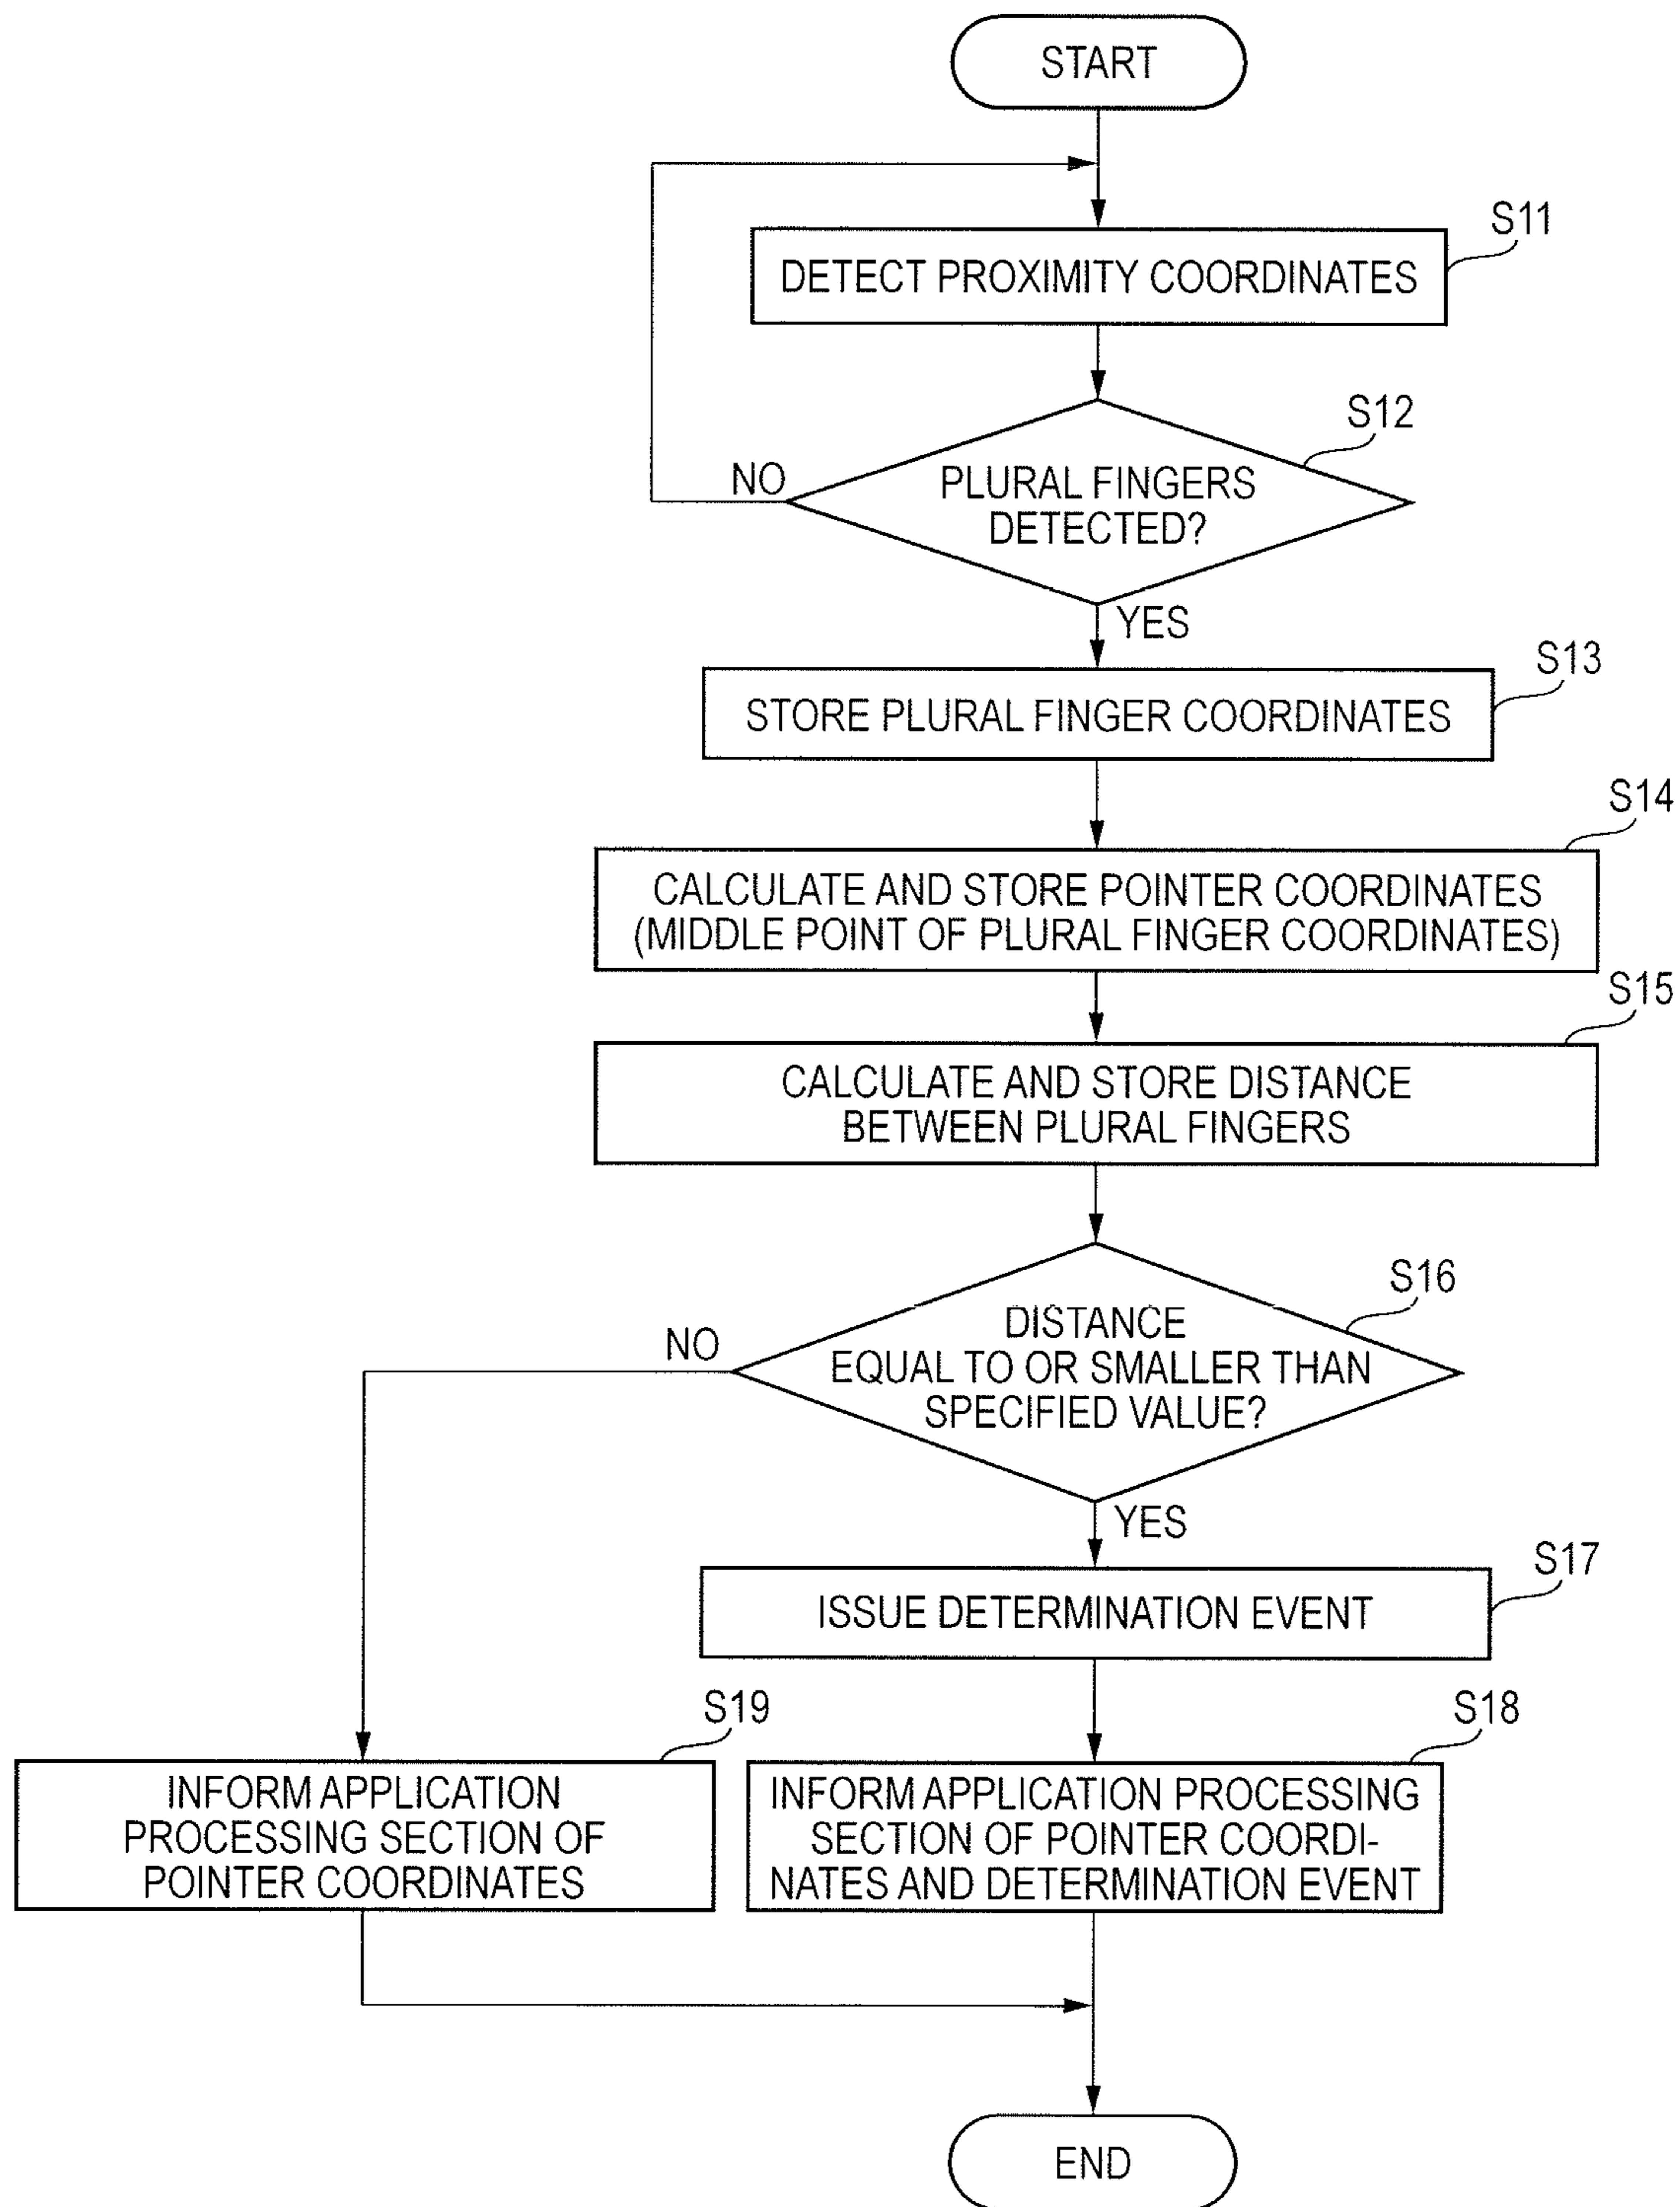 START
S11
DETECT PROXIMITY COORDINATES
S12
NO
PLURAL FINGERS
DETECTED?
YES
S13
STORE PLURAL FINGER COORDINATES
S14
CALCULATE AND STORE POINTER COORDINATES
(MIDDLE POINT OF PLURAL FINGER COORDINATES)
S15
CALCULATE AND STORE DISTANCE
BETWEEN PLURAL FINGERS
S16
NO
DISTANCE
EQUAL TO OR SMALLER THAN
SPECIFIED VALUE?
YES
S17
ISSUE DETERMINATION EVENT
S19
INFORM APPLICATION
PROCESSING SECTION OF
POINTER COORDINATES
S18
INFORM APPLICATION PROCESSING
SECTION OF POINTER COORDI-
NATES AND DETERMINATION EVENT
END